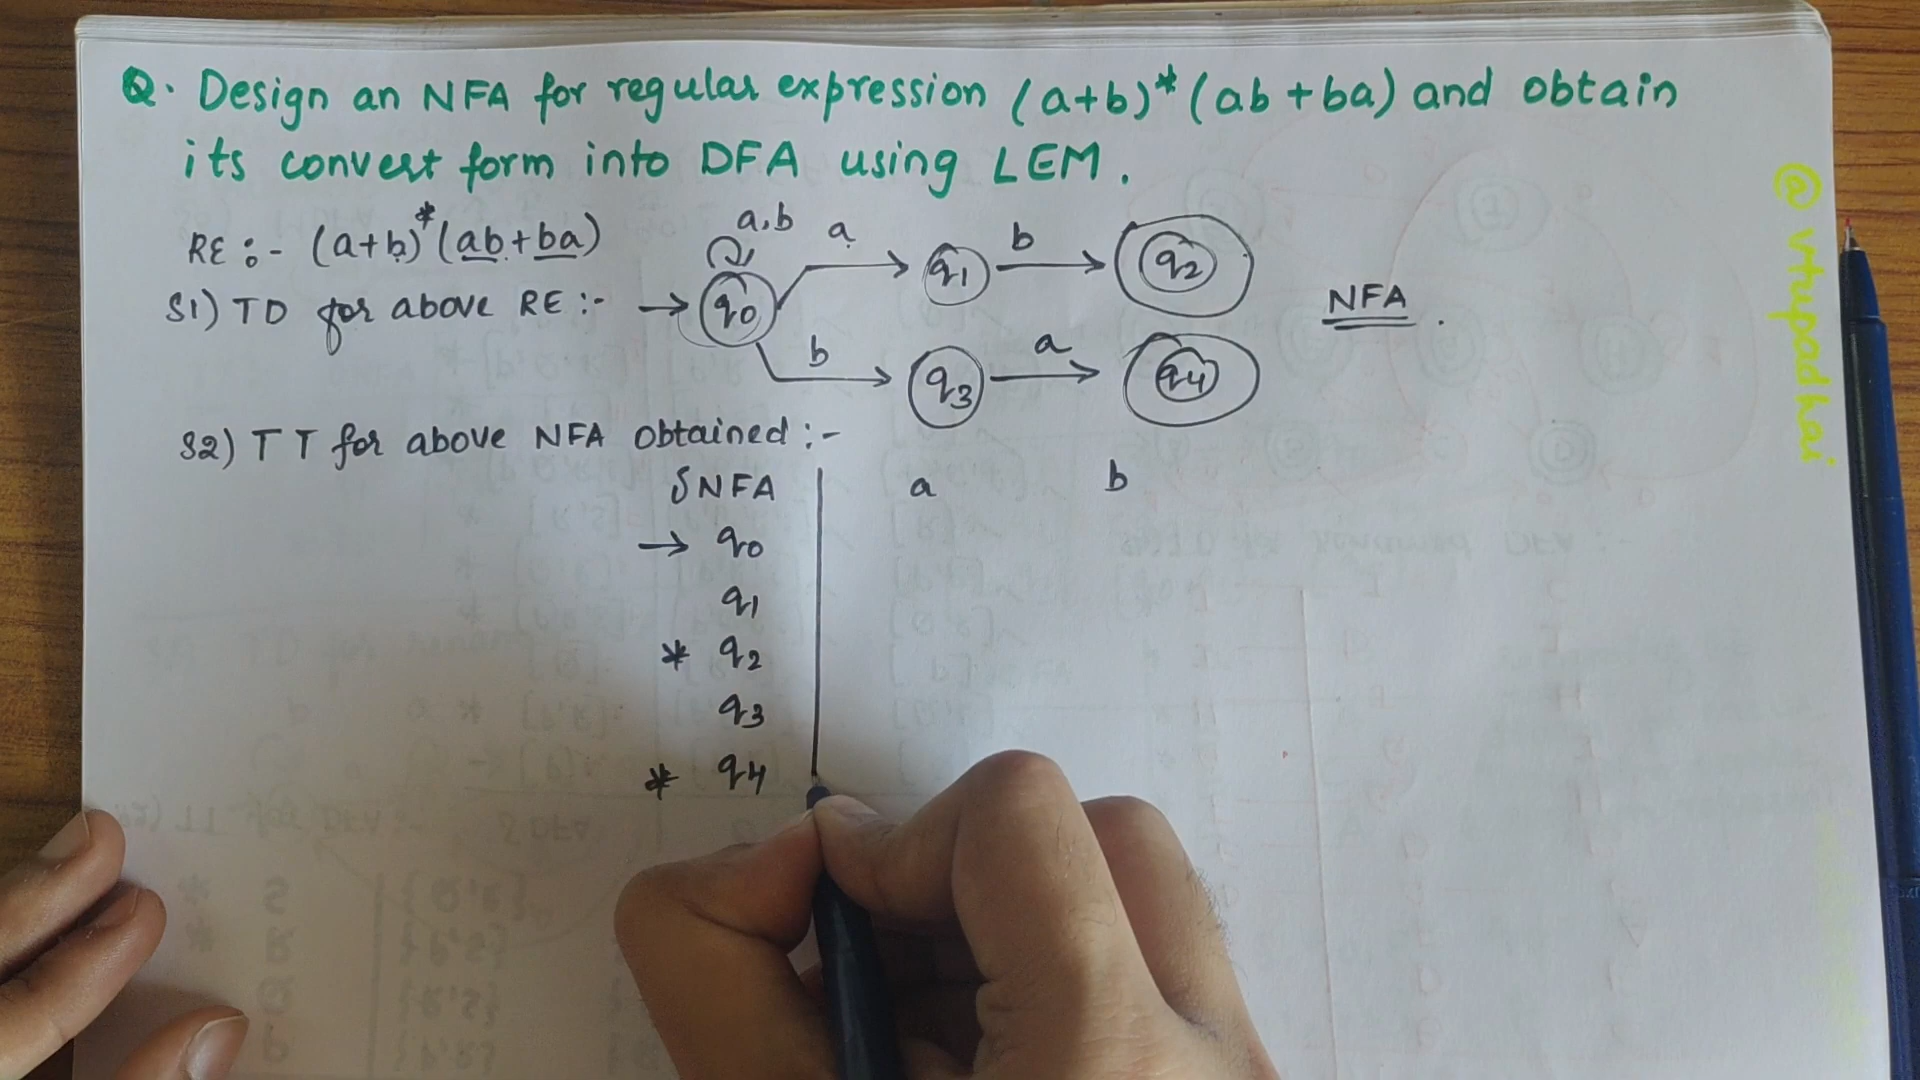 Q. Design an NFA for regular expression (a+b)*(ab+ba) and obtain
its convert form into DFA using LEM.
RE :- (a+b)*(ab+ba)
S1) TD for above RE :-
a,b
a
b
→ q0
q1
q2
NFA.
b
a
q3
q4
S2) TT for above NFA obtained :-
δNFA a b
→ q0
q1
* q2
q3
* q4
@vtupadhai